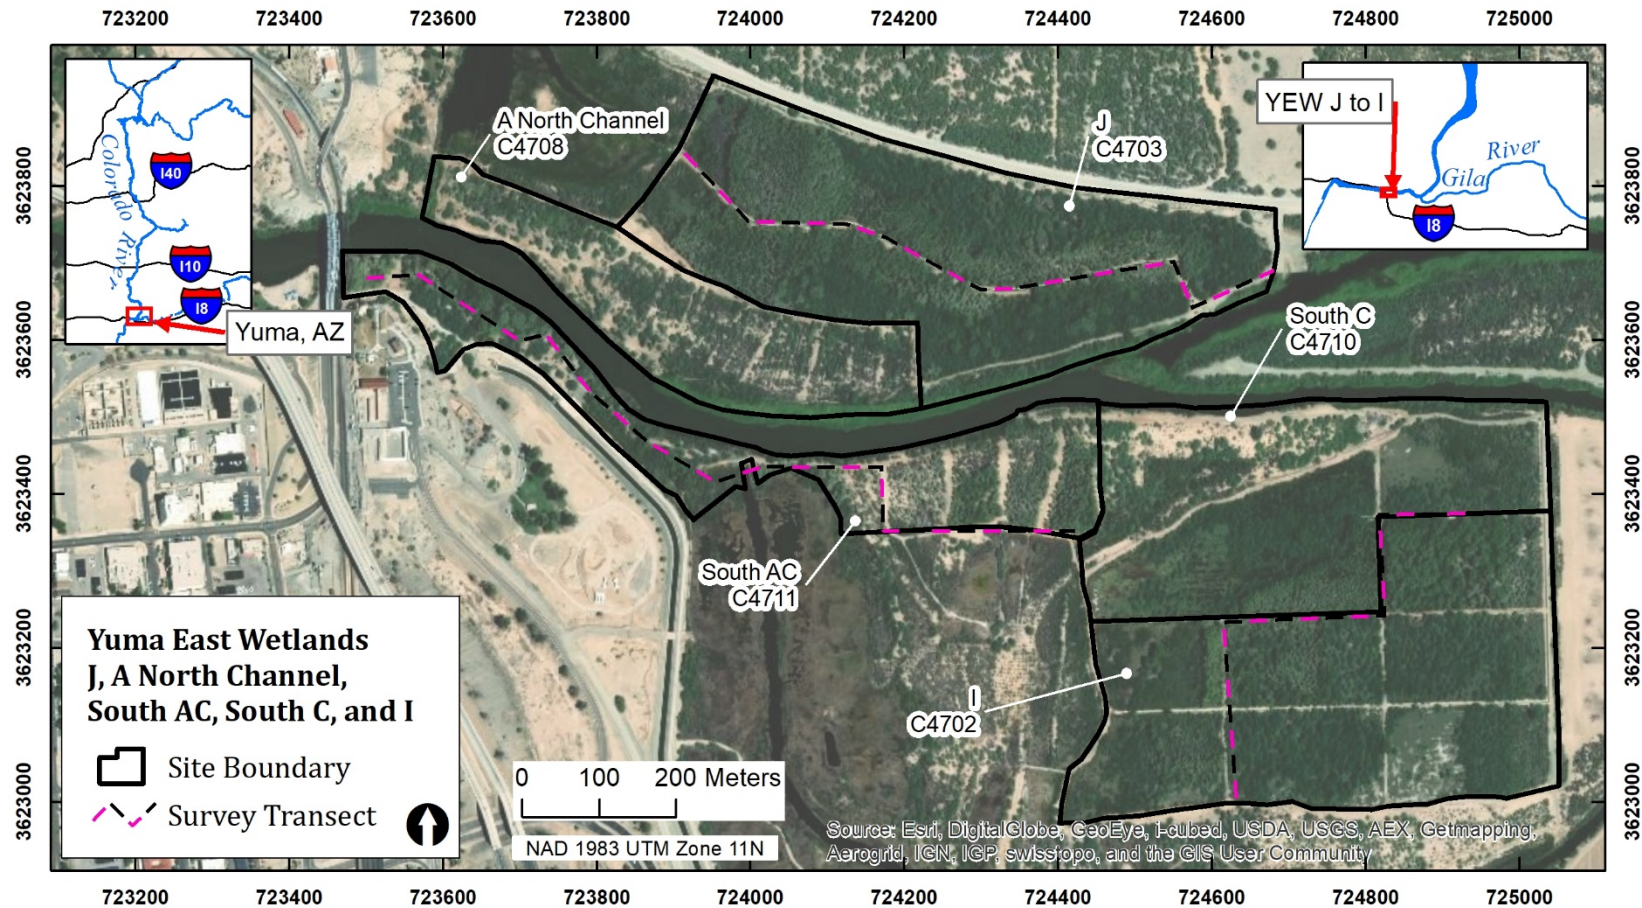 723200 723400 723600 723800 724000 724200 724400 724600 724800 725000
3623800
3623600
3623400
3623200
3623000
Colorado River
I40
I10
I8
Yuma, AZ
A North Channel
C4708
J
C4703
YEW J to I
Gila River
I8
South C
C4710
South AC
C4711
I
C4702
Yuma East Wetlands
J, A North Channel,
South AC, South C, and I
Site Boundary
Survey Transect
0 100 200 Meters
NAD 1983 UTM Zone 11N
Source: Esri, DigitalGlobe, GeoEye, i-cubed, USDA, USGS, AEX, Getmapping,
Aerogrid, IGN, IGP, swisstopo, and the GIS User Community
3623800
3623600
3623400
3623200
3623000
723200 723400 723600 723800 724000 724200 724400 724600 724800 725000